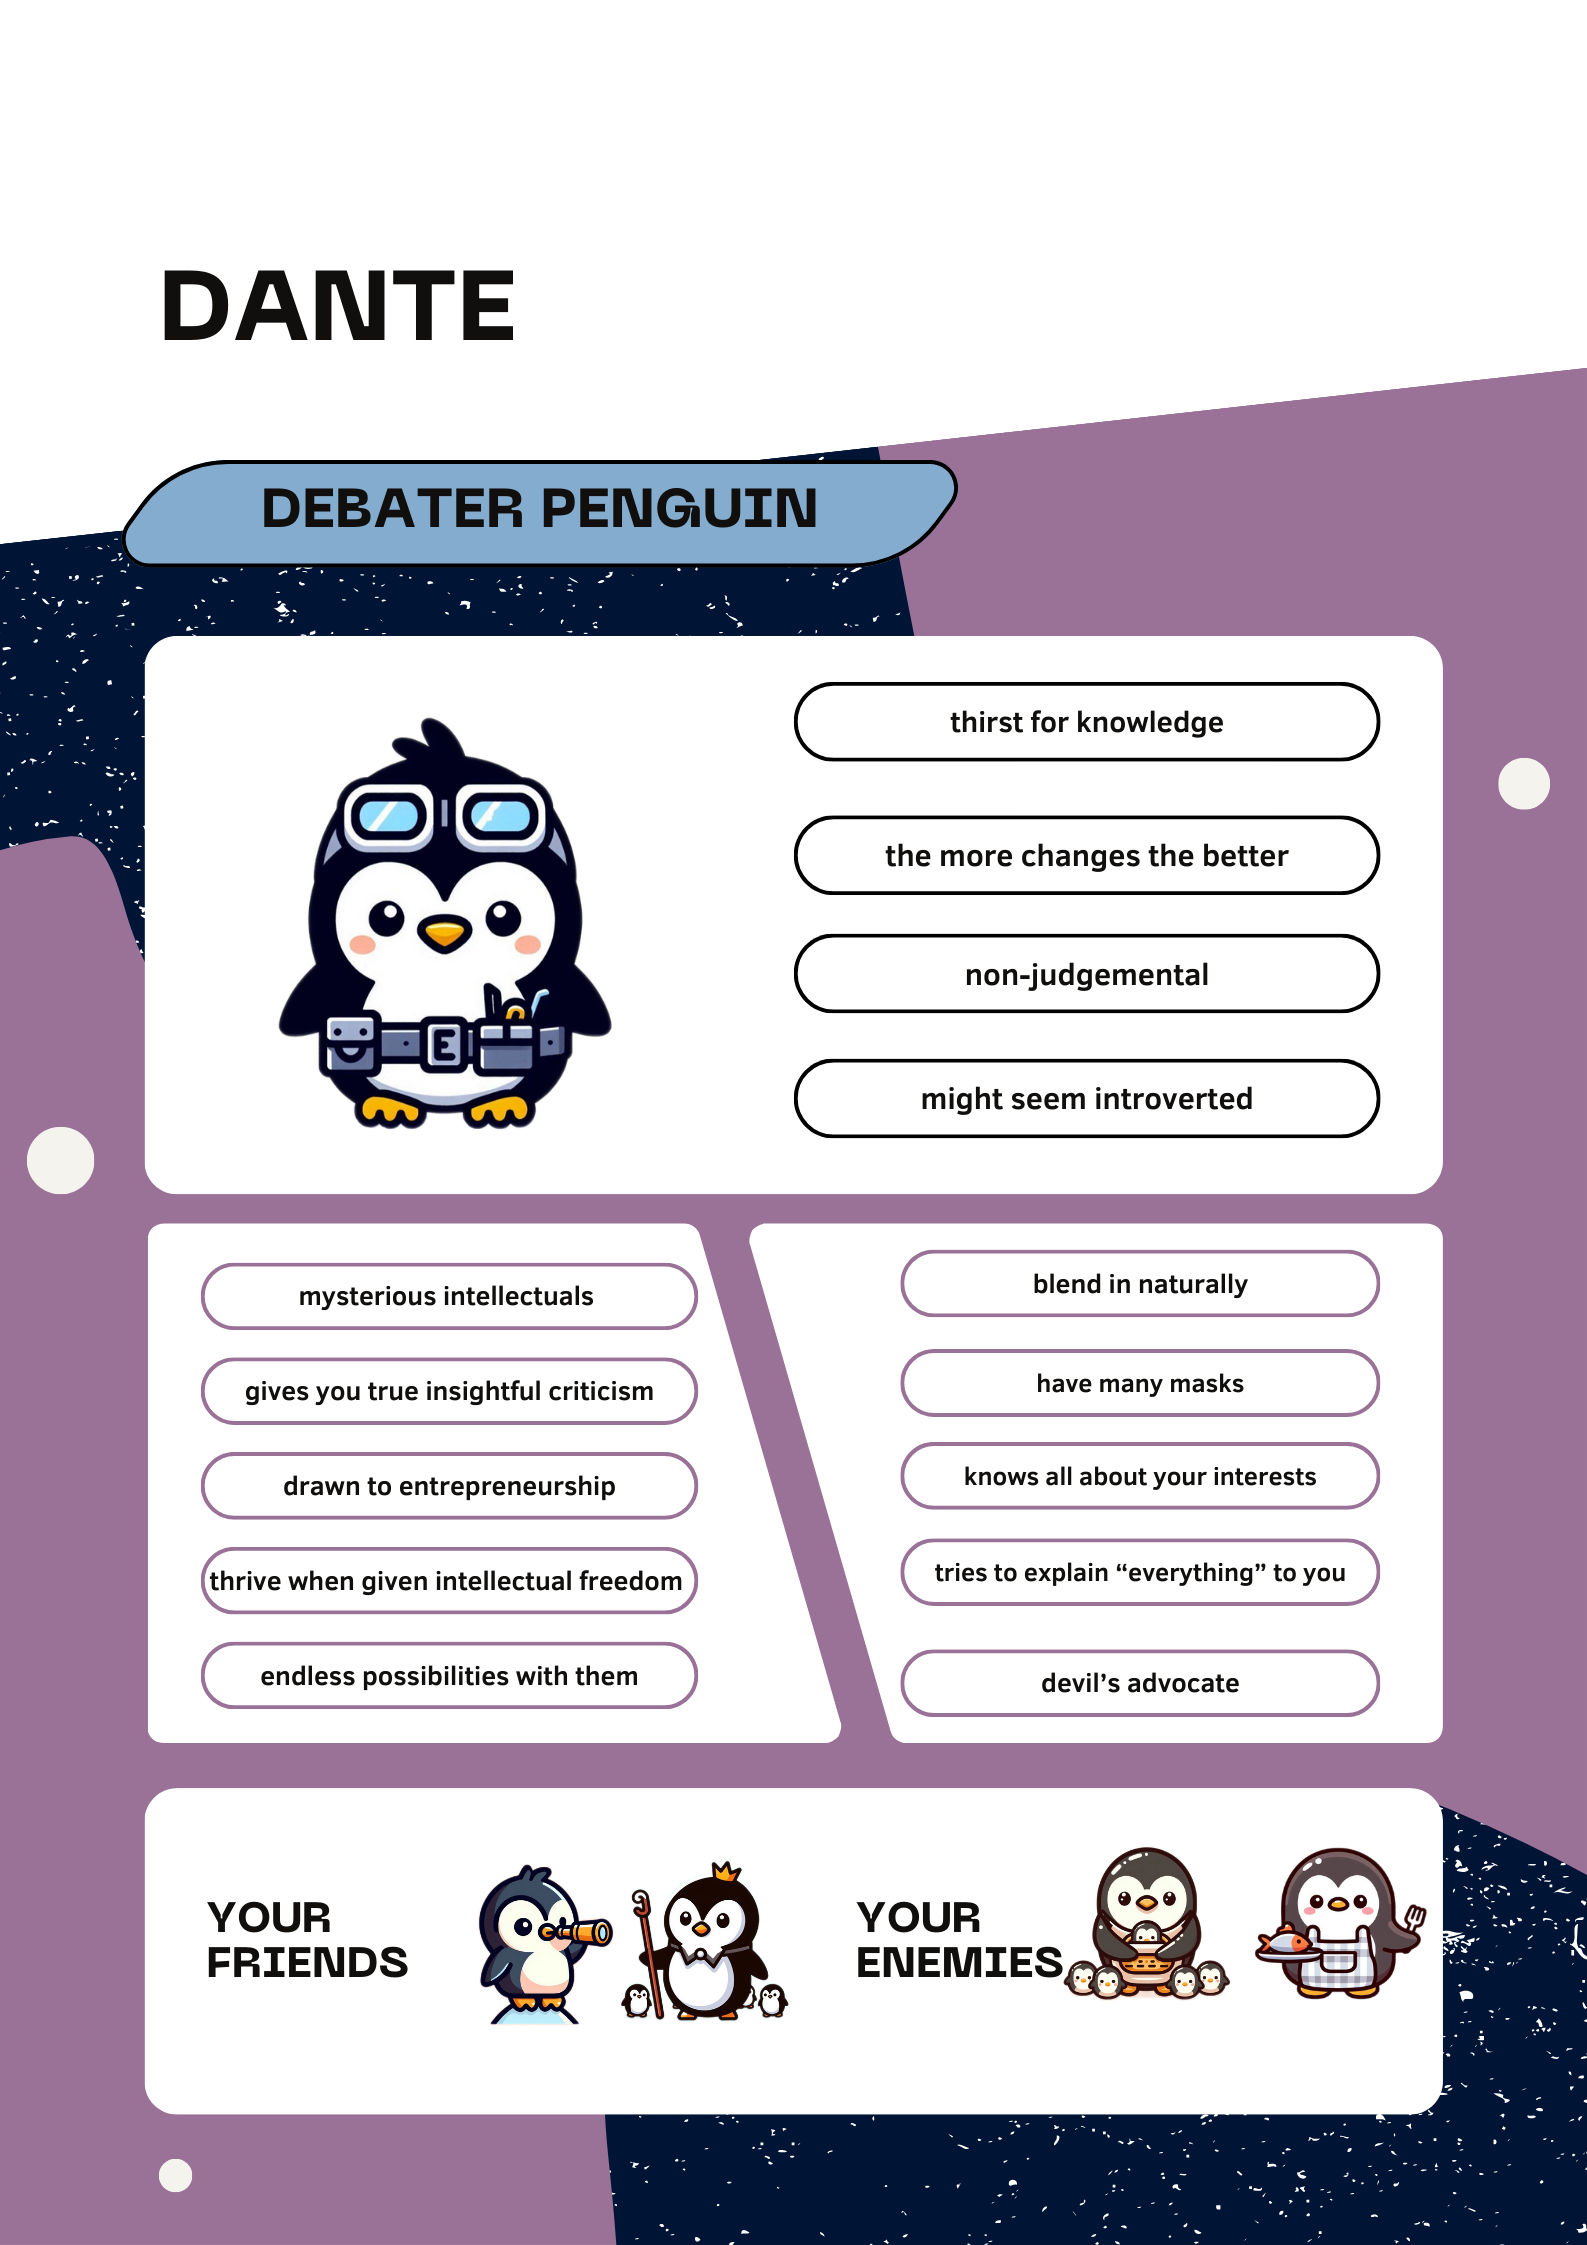 DANTE
DEBATER PENGUIN
thirst for knowledge
the more changes the better
non-judgemental
might seem introverted
E
mysterious intellectuals
gives you true insightful criticism
drawn to entrepreneurship
thrive when given intellectual freedom
endless possibilities with them
blend in naturally
have many masks
knows all about your interests
tries to explain “everything” to you
devil’s advocate
YOUR
FRIENDS
YOUR
ENEMIES